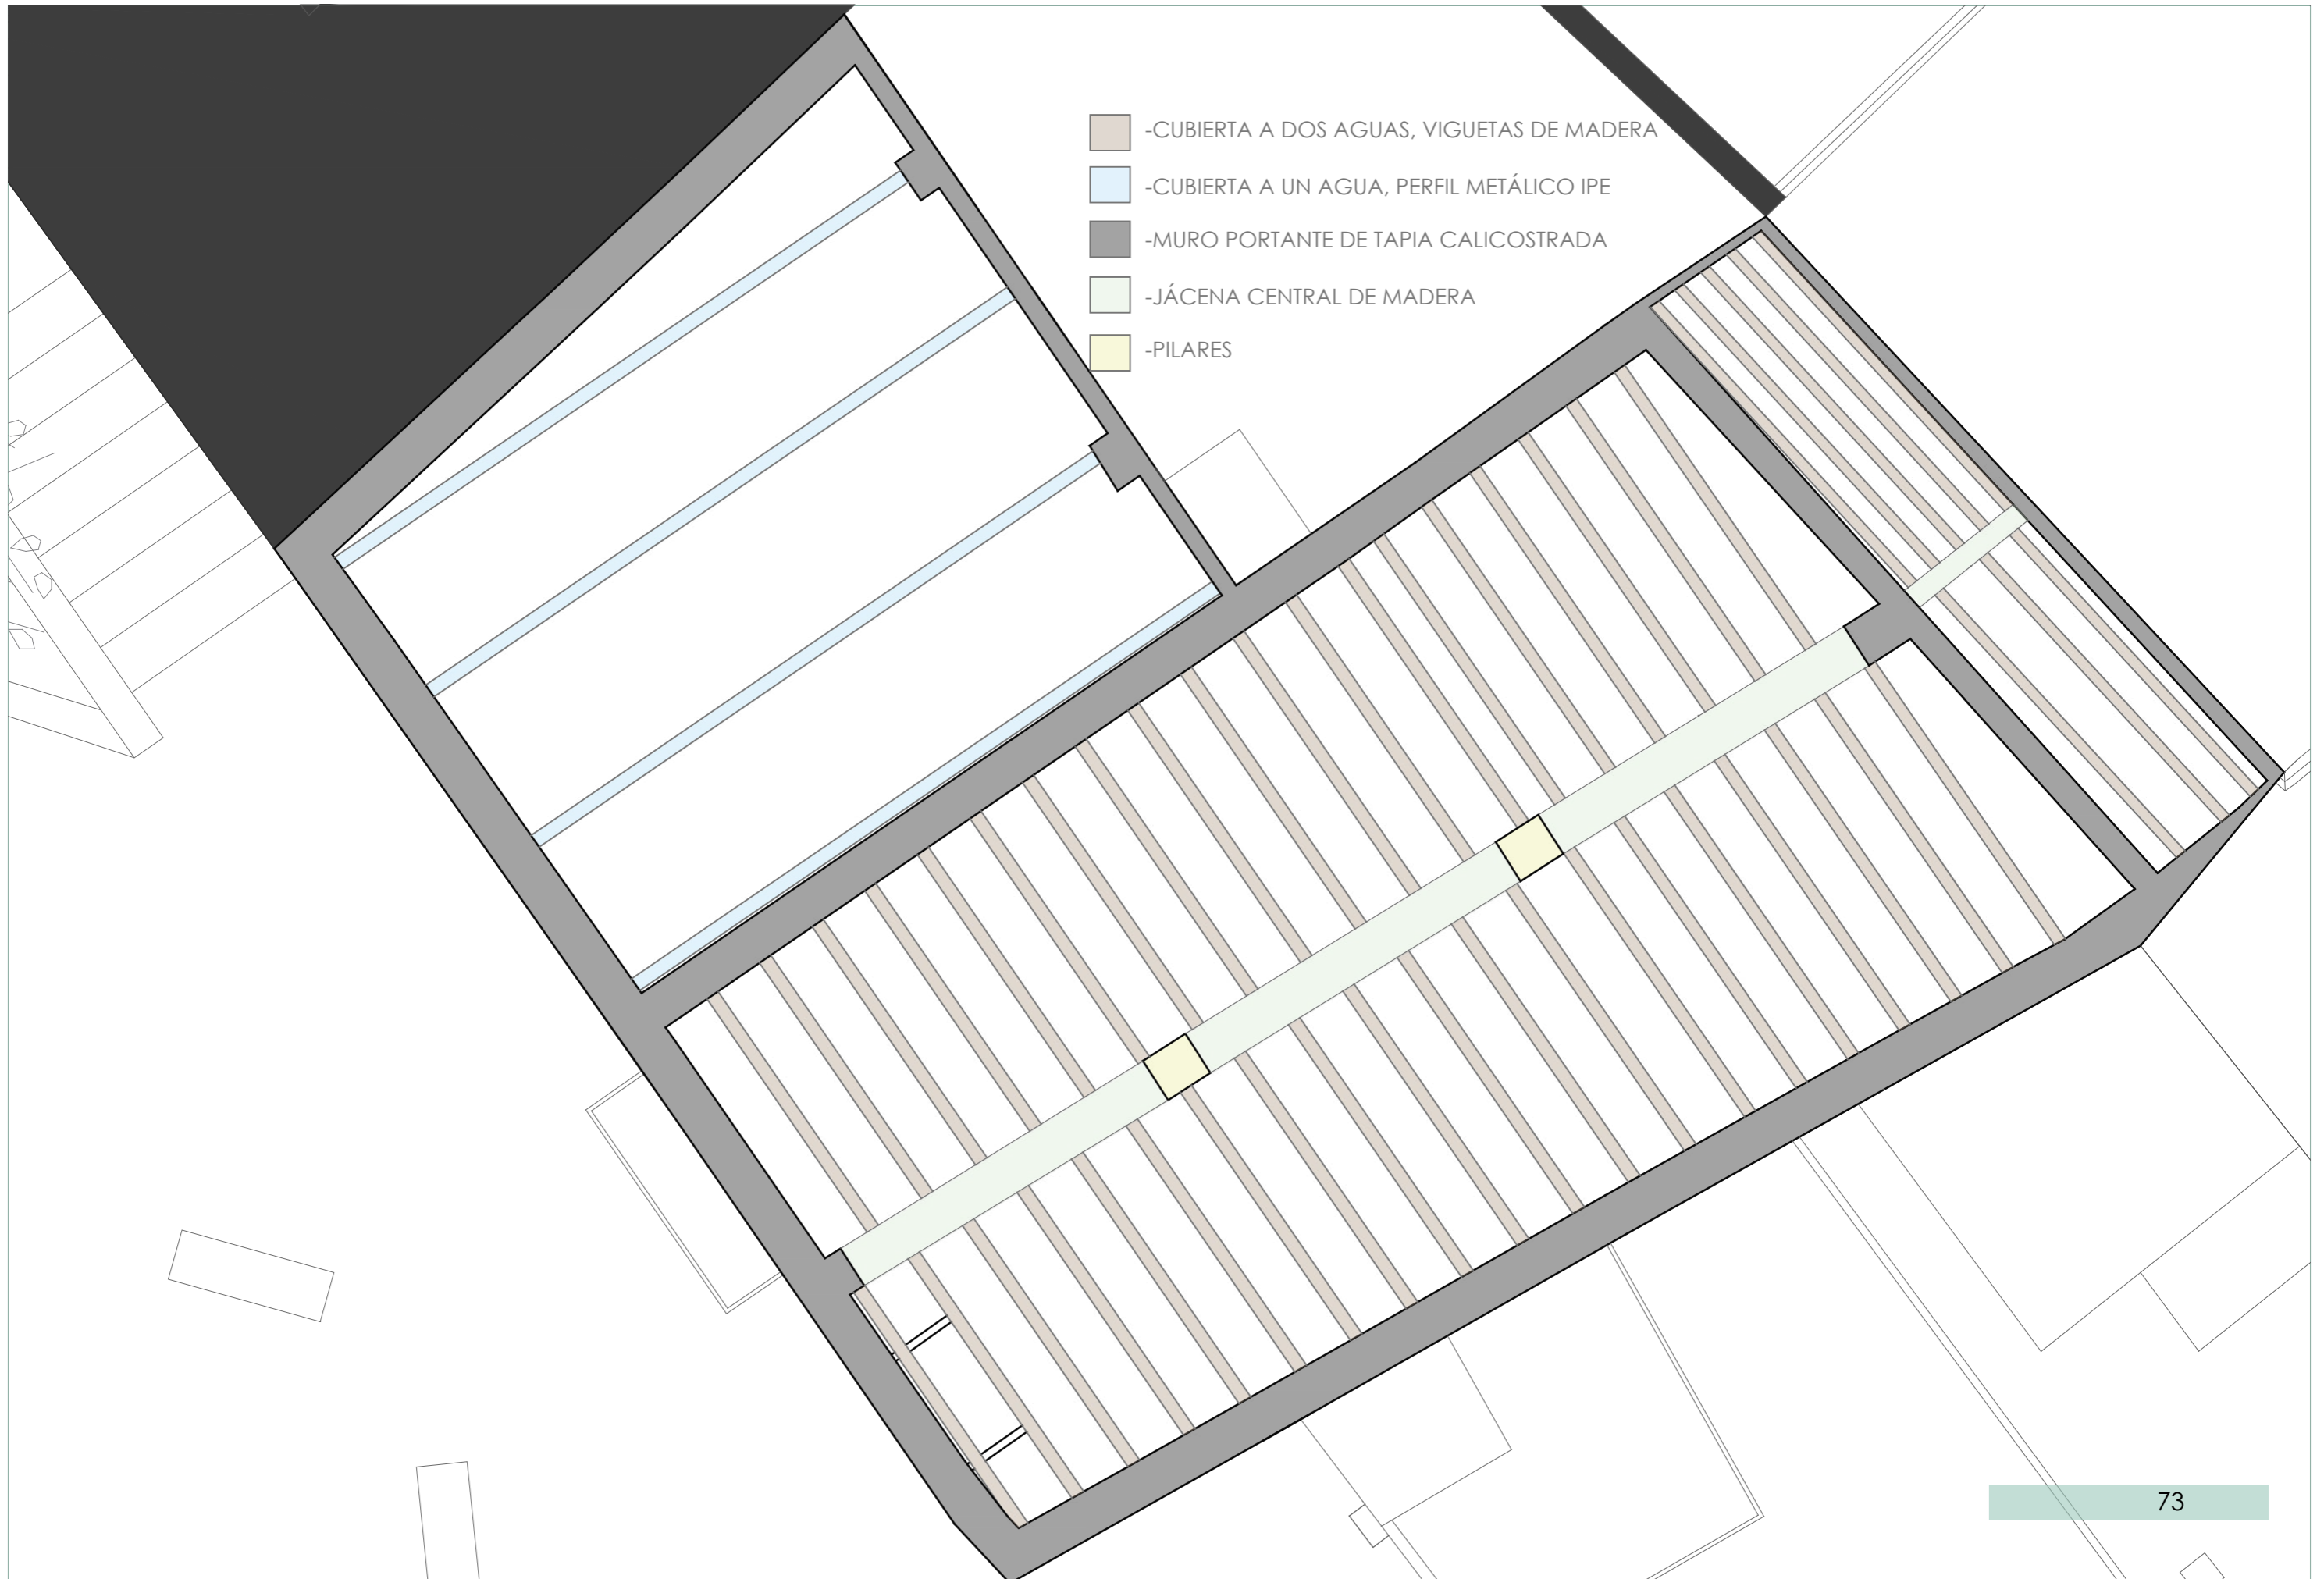 -CUBIERTA A DOS AGUAS, VIGUETAS DE MADERA
-CUBIERTA A UN AGUA, PERFIL METÁLICO IPE
-MURO PORTANTE DE TAPIA CALICOSTRADA
-JÁCENA CENTRAL DE MADERA
-PILARES
73